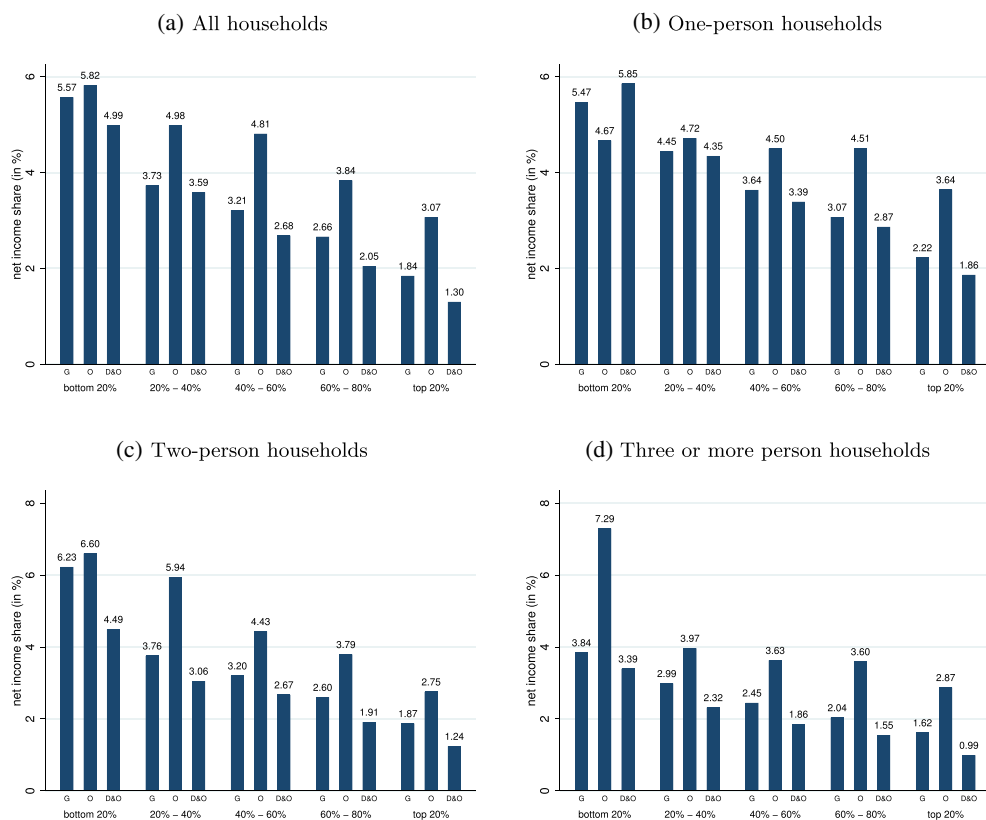 (a) All households
net income share (in %)
6
4
2
0
5.57 5.82 4.99
3.73 4.98 3.59
3.21 4.81 2.68
2.66 3.84 2.05
1.84 3.07 1.30
G O D&O G O D&O G O D&O G O D&O G O D&O
bottom 20% 20% – 40% 40% – 60% 60% – 80% top 20%
(b) One-person households
net income share (in %)
6
4
2
0
5.47 4.67 5.85
4.45 4.72 4.35
3.64 4.50 3.39
3.07 4.51 2.87
2.22 3.64 1.86
G O D&O G O D&O G O D&O G O D&O G O D&O
bottom 20% 20% – 40% 40% – 60% 60% – 80% top 20%
(c) Two-person households
net income share (in %)
8
6
4
2
0
6.23 6.60 4.49
3.76 5.94 3.06
3.20 4.43 2.67
2.60 3.79 1.91
1.87 2.75 1.24
G O D&O G O D&O G O D&O G O D&O G O D&O
bottom 20% 20% – 40% 40% – 60% 60% – 80% top 20%
(d) Three or more person households
net income share (in %)
8
6
4
2
0
3.84 7.29 3.39
2.99 3.97 2.32
2.45 3.63 1.86
2.04 3.60 1.55
1.62 2.87 0.99
G O D&O G O D&O G O D&O G O D&O G O D&O
bottom 20% 20% – 40% 40% – 60% 60% – 80% top 20%